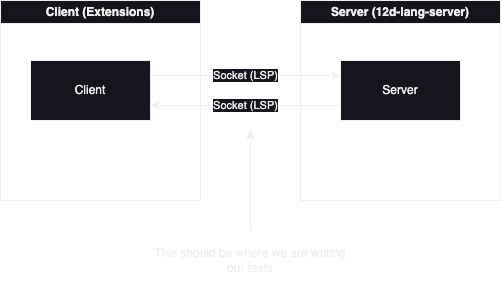 Client (Extensions)
Server (12d-lang-server)
Client
Socket (LSP)
Server
Socket (LSP)
This should be where we are writing
our tests